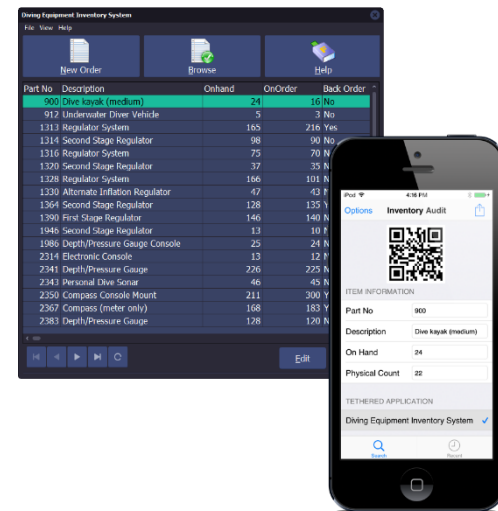 Diving Equipment Inventory System
File View Help
New Order Browse Help
Part No Description Onhand OnOrder Back Order
900 Dive kayak (medium) 24 16 No
912 Underwater Diver Vehicle 5 3 No
1313 Regulator System 165 216 Yes
1314 Second Stage Regulator 98 90 No
1316 Regulator System 75 70 N
1320 Second Stage Regulator 37 35 N
1328 Regulator System 166 101 N
1330 Alternate Inflation Regulator 47 43 N
1364 Second Stage Regulator 128 135 Y
1390 First Stage Regulator 146 140 N
1946 Second Stage Regulator 13 10 N
1986 Depth/Pressure Gauge Console 25 24 N
2314 Electronic Console 13 12 N
2341 Depth/Pressure Gauge 226 225 N
2343 Personal Dive Sonar 46 45 N
2350 Compass Console Mount 211 300 Y
2367 Compass (meter only) 168 183 Y
2383 Depth/Pressure Gauge 128 120 N
Edit
iPod 4:16 PM
Options Inventory Audit
ITEM INFORMATION
Part No 900
Description Dive kayak (medium)
On Hand 24
Physical Count 22
TETHERED APPLICATION
Diving Equipment Inventory System
Search Record